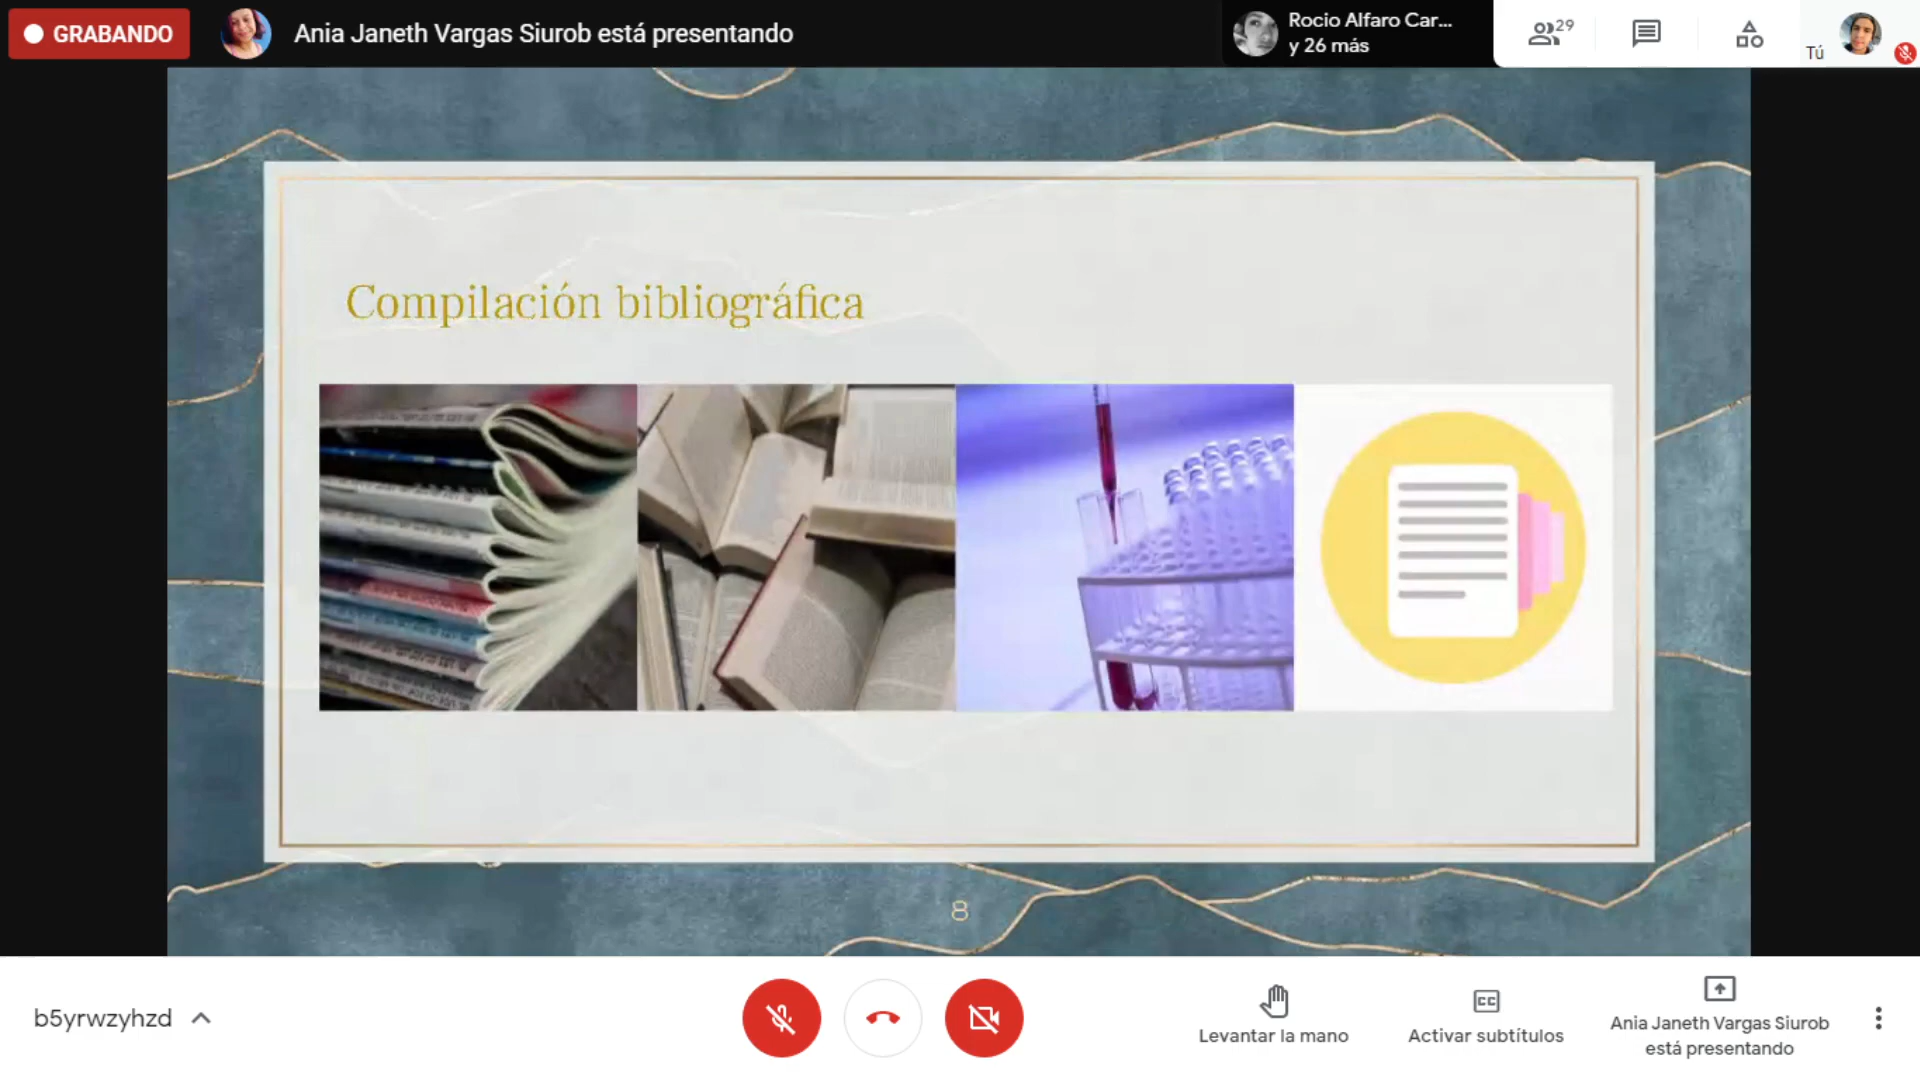 GRABANDO
Ania Janeth Vargas Siurob está presentando
Rocio Alfaro Car...
y 26 más
29
Tú
Compilación bibliográfica
8
b5yrwzyhzd
Levantar la mano
Activar subtítulos
Ania Janeth Vargas Siurob
está presentando